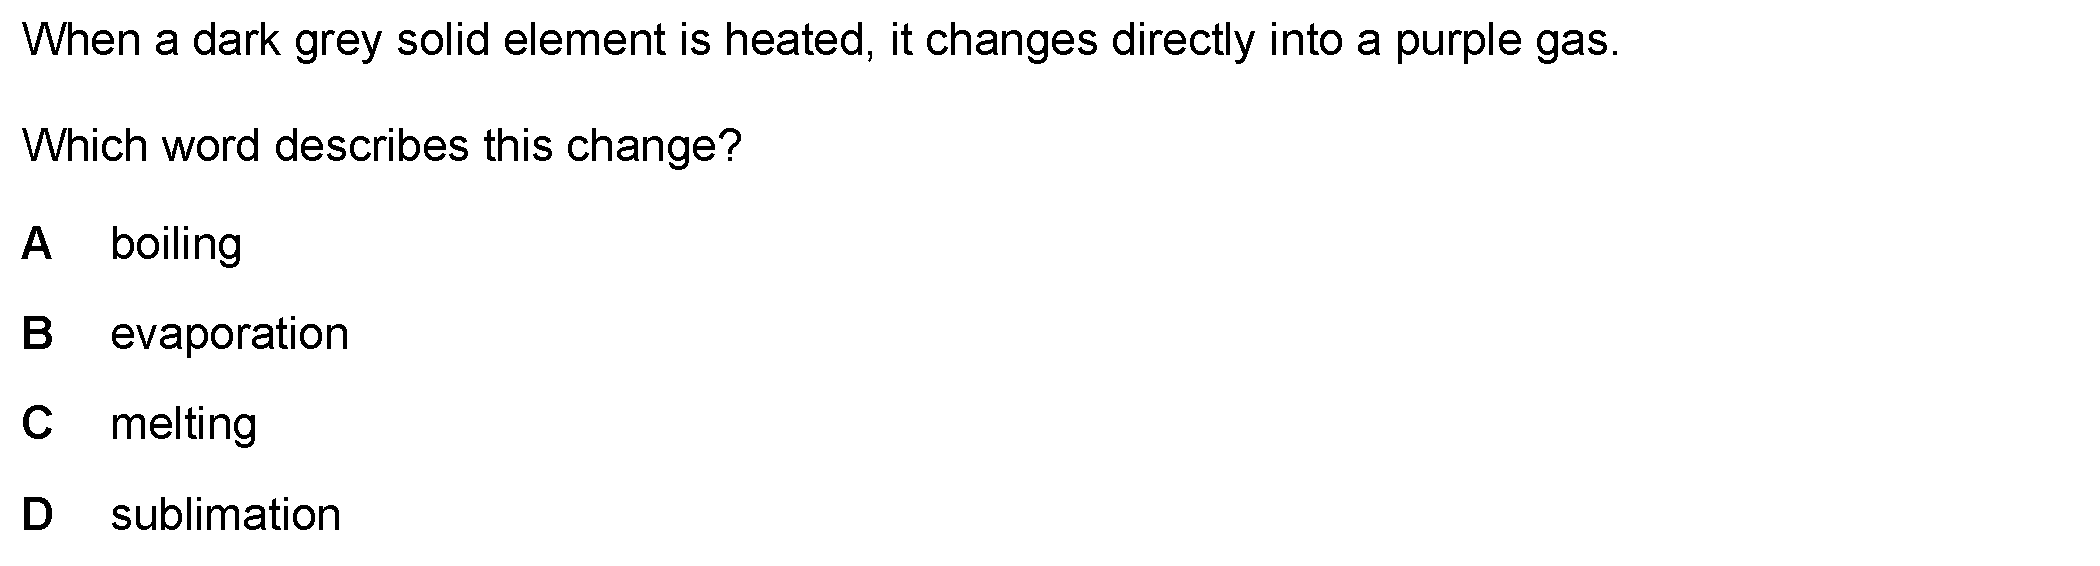 When a dark grey solid element is heated, it changes directly into a purple gas.
Which word describes this change?
A boiling
B evaporation
C melting
D sublimation